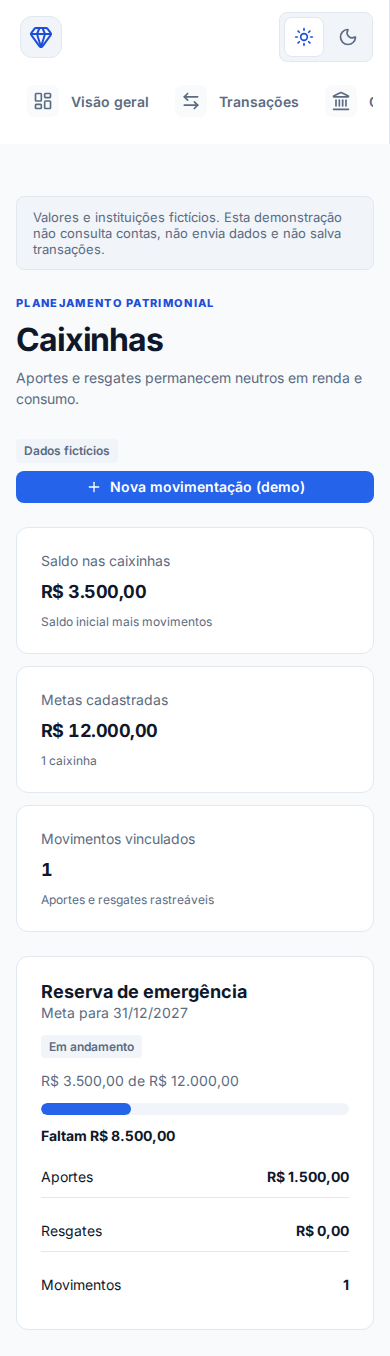 Visão geral
Transações
Valores e instituições fictícios. Esta demonstração
não consulta contas, não envia dados e não salva
transações.
PLANEJAMENTO PATRIMONIAL
Caixinhas
Aportes e resgates permanecem neutros em renda e
consumo.
Dados fictícios
Nova movimentação (demo)
Saldo nas caixinhas
R$ 3.500,00
Saldo inicial mais movimentos
Metas cadastradas
R$ 12.000,00
1 caixinha
Movimentos vinculados
1
Aportes e resgates rastreáveis
Reserva de emergência
Meta para 31/12/2027
Em andamento
R$ 3.500,00 de R$ 12.000,00
Faltam R$ 8.500,00
Aportes R$ 1.500,00
Resgates R$ 0,00
Movimentos 1